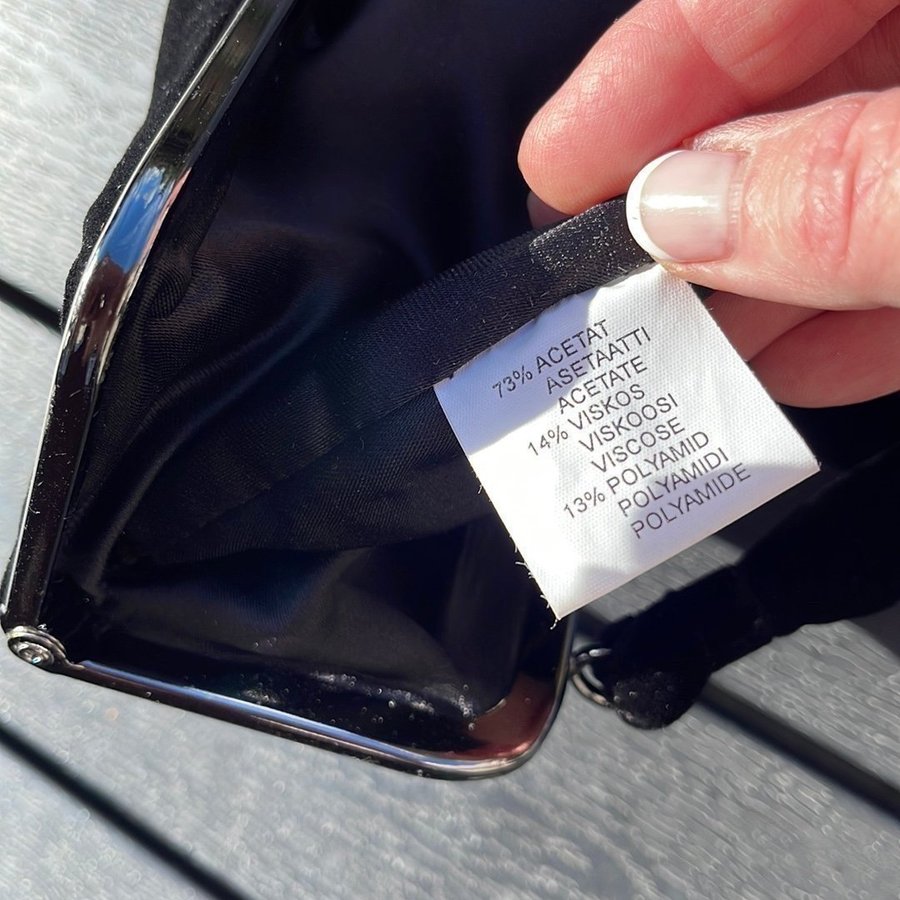 73% ACETAT
ASETAATTI
ACETATE
14% VISKOS
VISKOOSI
VISCOSE
13% POLYAMID
POLYAMIDI
POLYAMIDE